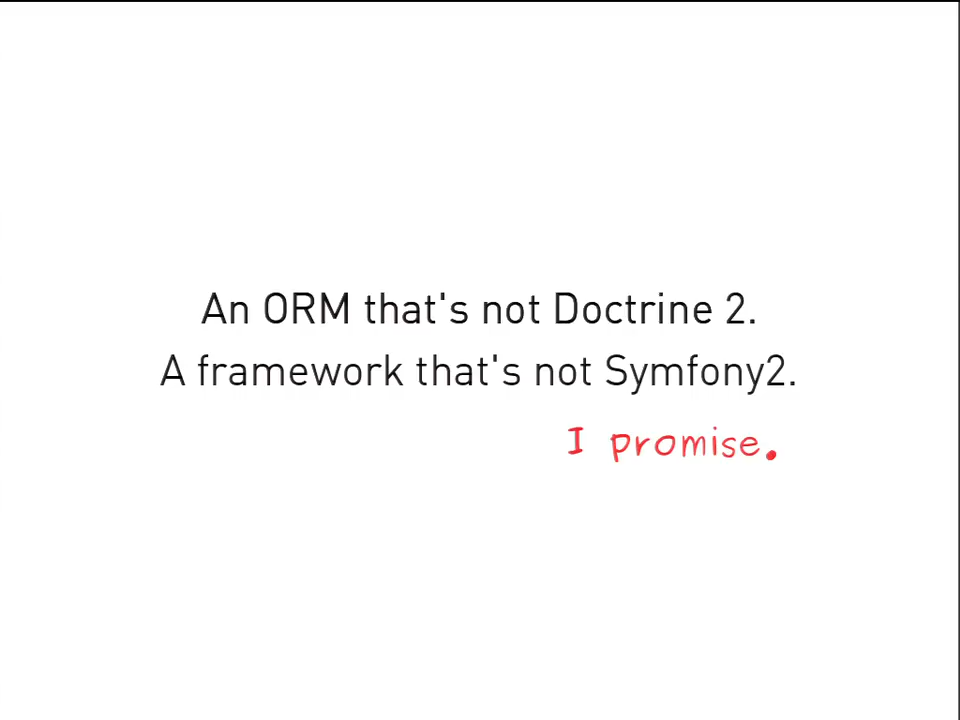 An ORM that's not Doctrine 2.
A framework that's not Symfony2.
I promise.